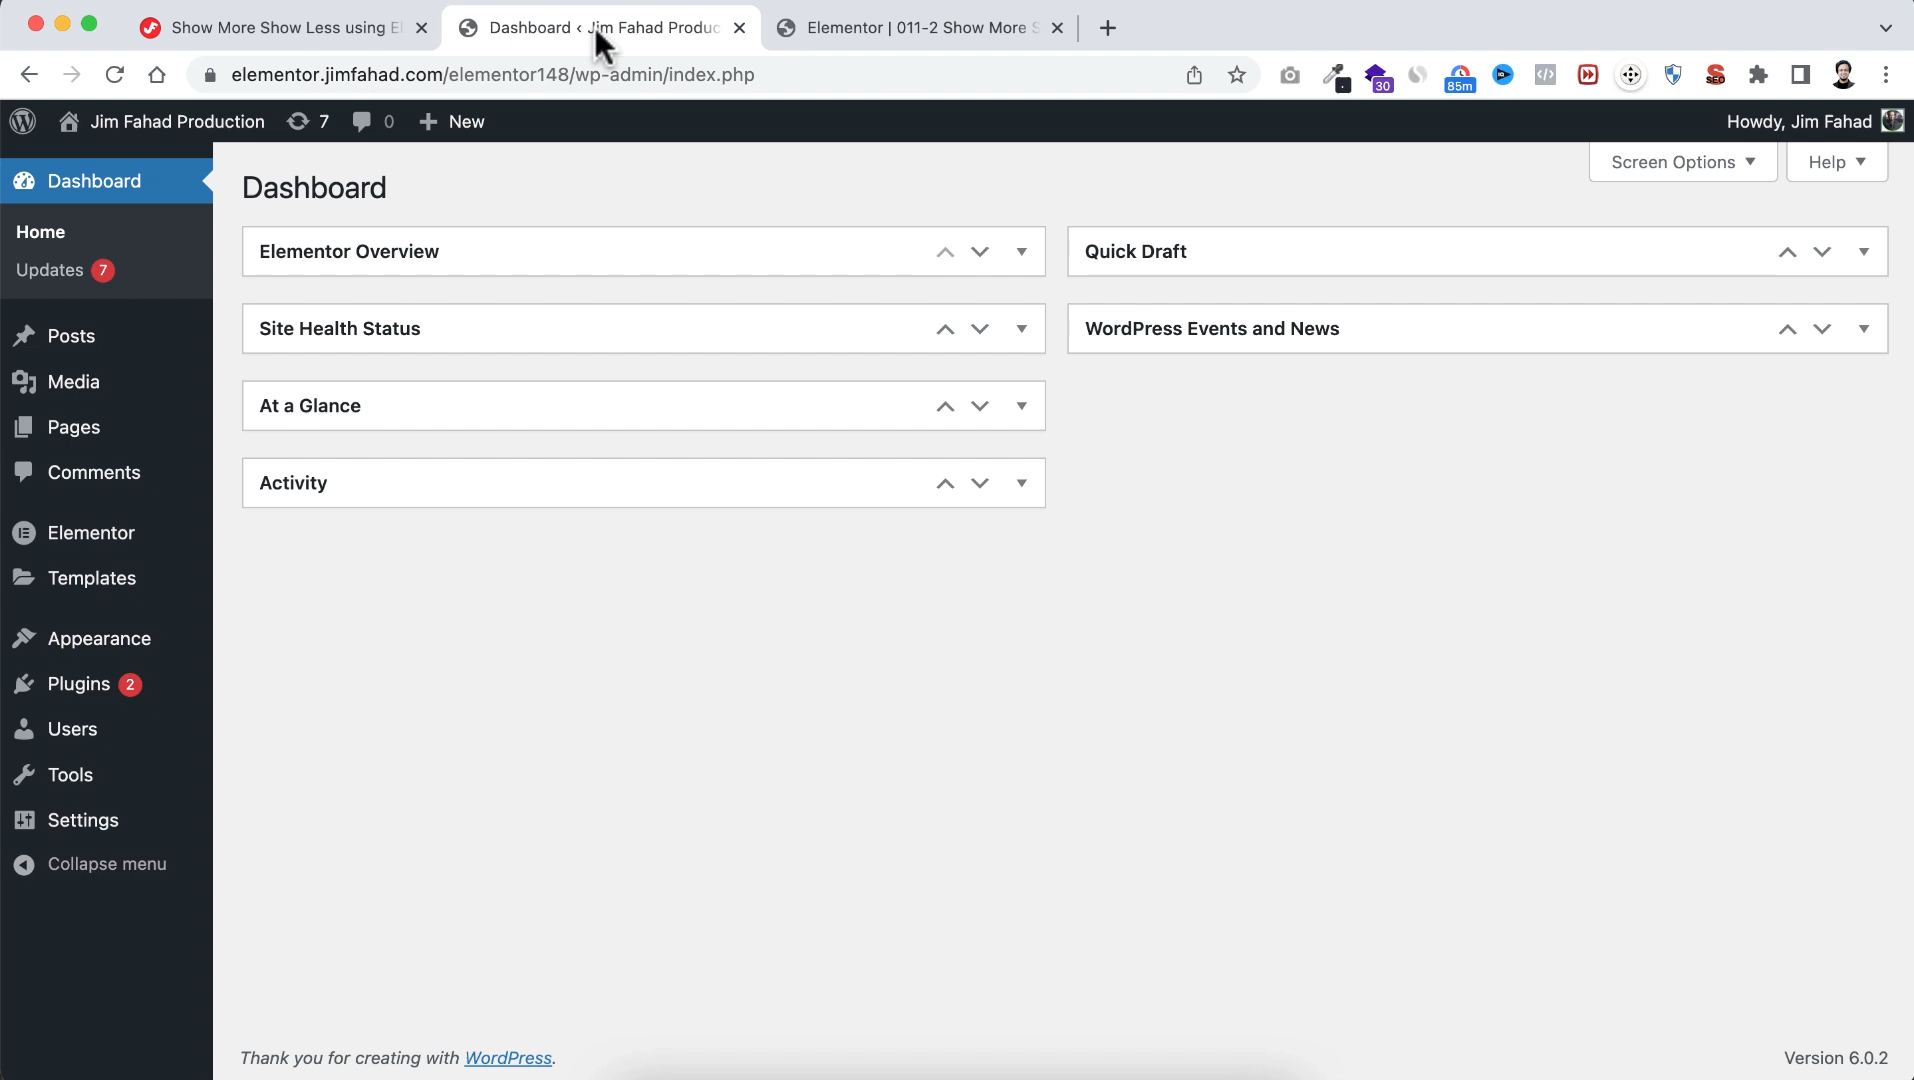 Show More Show Less using El
Dashboard ‹ Jim Fahad Produc
Elementor | 011-2 Show More S
elementor.jimfahad.com/elementor148/wp-admin/index.php
30
85m
SEO
Jim Fahad Production
7
0
New
Howdy, Jim Fahad
Screen Options
Help
Dashboard
Dashboard
Home
Updates 7
Posts
Media
Pages
Comments
Elementor
Templates
Appearance
Plugins 2
Users
Tools
Settings
Collapse menu
Elementor Overview
Quick Draft
Site Health Status
WordPress Events and News
At a Glance
Activity
Thank you for creating with WordPress.
Version 6.0.2